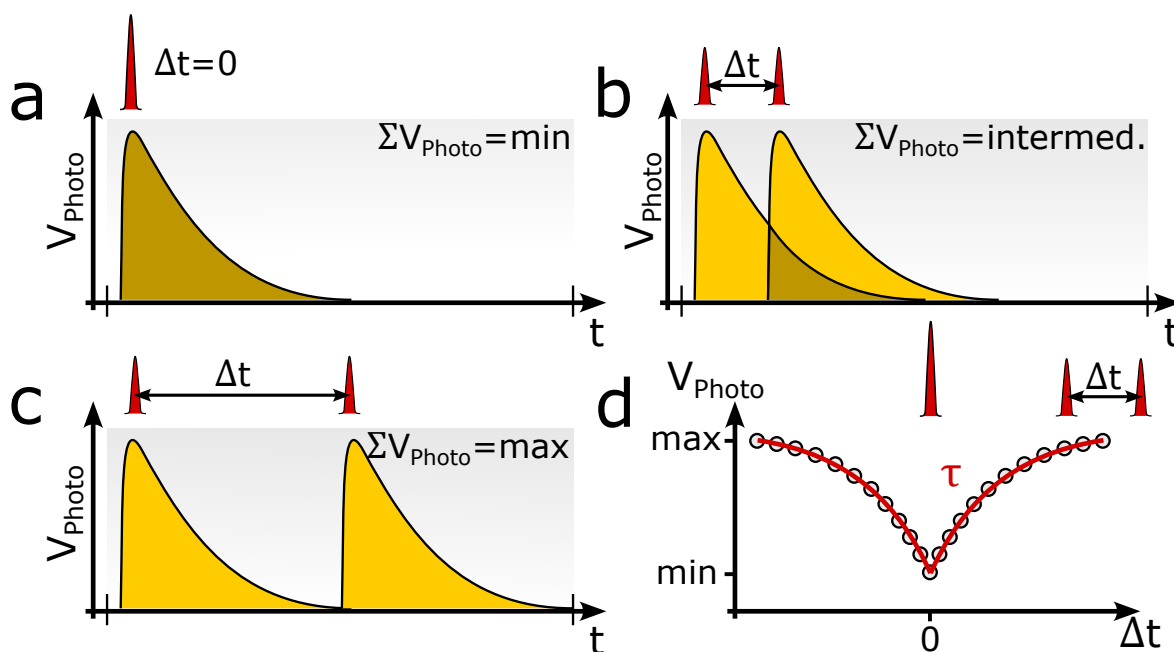 a
Δt=0
ΣV_Photo=min
V_Photo
t
b
Δt
ΣV_Photo=intermed.
V_Photo
t
c
Δt
ΣV_Photo=max
V_Photo
t
d
V_Photo
Δt
max
τ
min
0
Δt